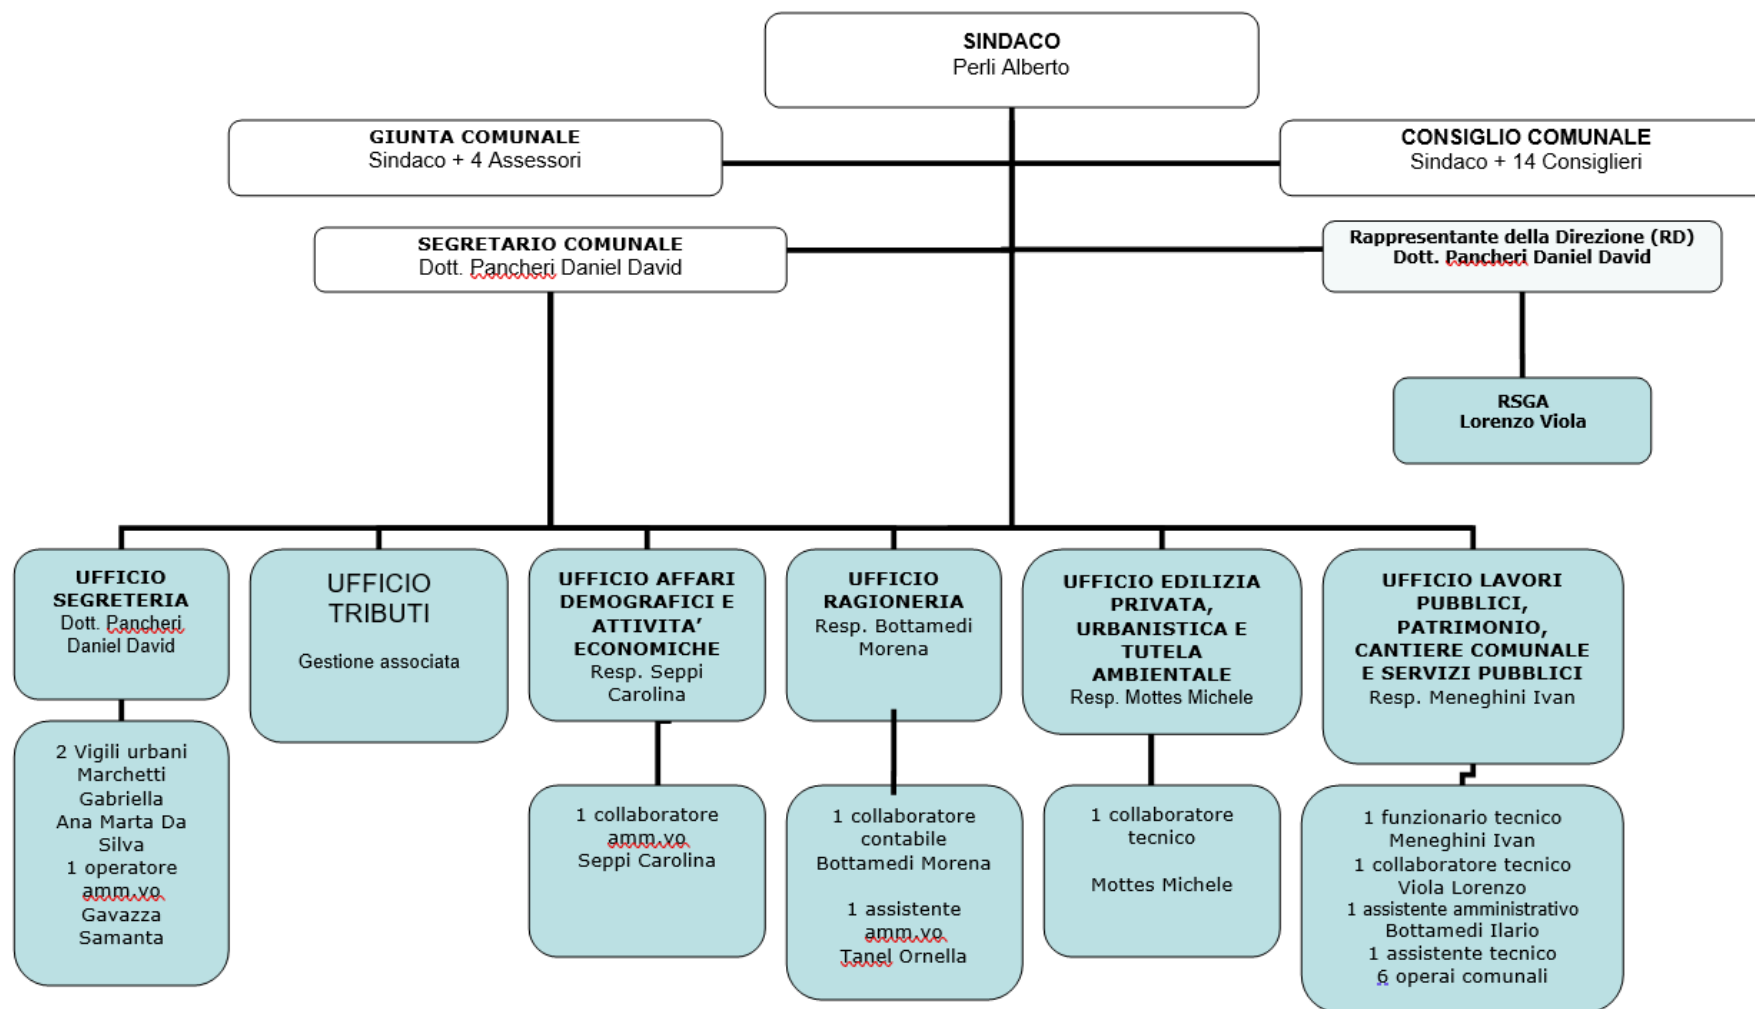 SINDACO
Perli Alberto
GIUNTA COMUNALE
Sindaco + 4 Assessori
CONSIGLIO COMUNALE
Sindaco + 14 Consiglieri
SEGRETARIO COMUNALE
Dott. Pancheri Daniel David
Rappresentante della Direzione (RD)
Dott. Pancheri Daniel David
RSGA
Lorenzo Viola
UFFICIO
SEGRETERIA
Dott. Pancheri
Daniel David
UFFICIO
TRIBUTI
Gestione associata
UFFICIO AFFARI
DEMOGRAFICI E
ATTIVITA’
ECONOMICHE
Resp. Seppi
Carolina
UFFICIO
RAGIONERIA
Resp. Bottamedi
Morena
UFFICIO EDILIZIA
PRIVATA,
URBANISTICA E
TUTELA
AMBIENTALE
Resp. Mottes Michele
UFFICIO LAVORI
PUBBLICI,
PATRIMONIO,
CANTIERE COMUNALE
E SERVIZI PUBBLICI
Resp. Meneghini Ivan
2 Vigili urbani
Marchetti
Gabriella
Ana Marta Da
Silva
1 operatore
amm.vo
Gavazza
Samanta
1 collaboratore
amm.vo
Seppi Carolina
1 collaboratore
contabile
Bottamedi Morena
1 assistente
amm.vo
Tanel Ornella
1 collaboratore
tecnico
Mottes Michele
1 funzionario tecnico
Meneghini Ivan
1 collaboratore tecnico
Viola Lorenzo
1 assistente amministrativo
Bottamedi Ilario
1 assistente tecnico
6 operai comunali